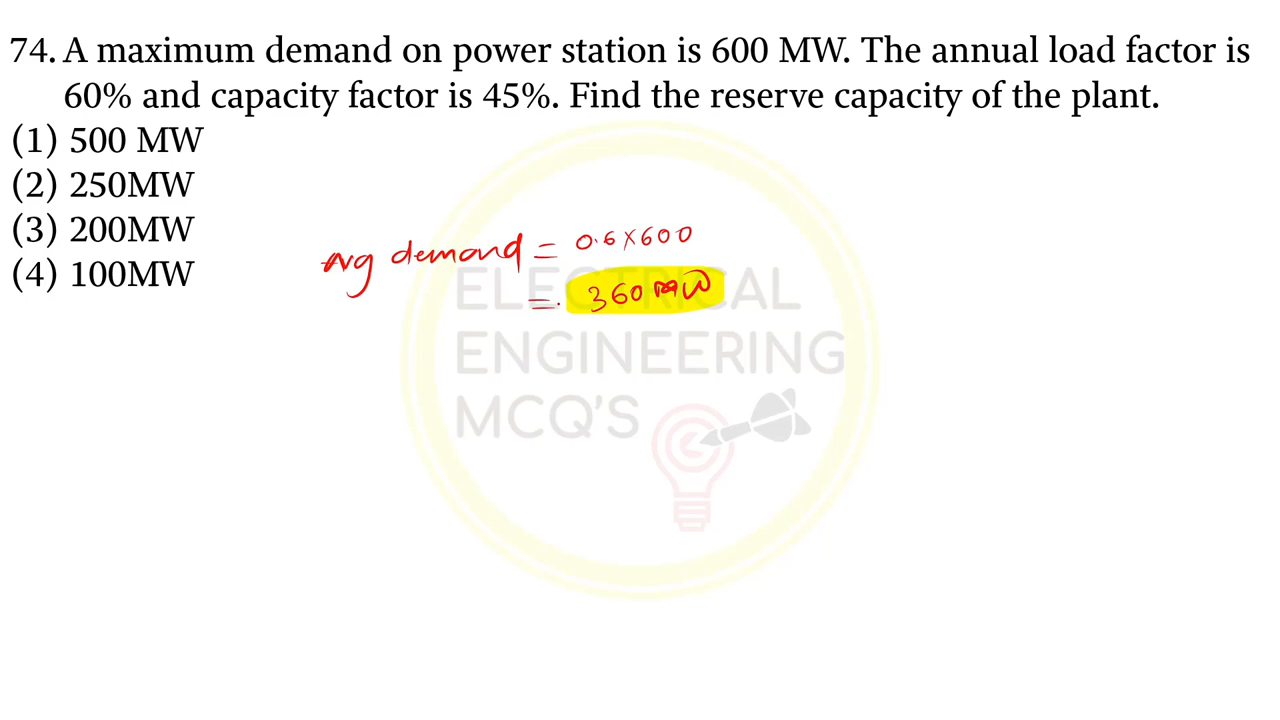 74. A maximum demand on power station is 600 MW. The annual load factor is
60% and capacity factor is 45%. Find the reserve capacity of the plant.
(1) 500 MW
(2) 250MW
(3) 200MW
(4) 100MW
Avg demand = 0.6×600
= 360 MW
ELECTRICAL
ENGINEERING
MCQ'S